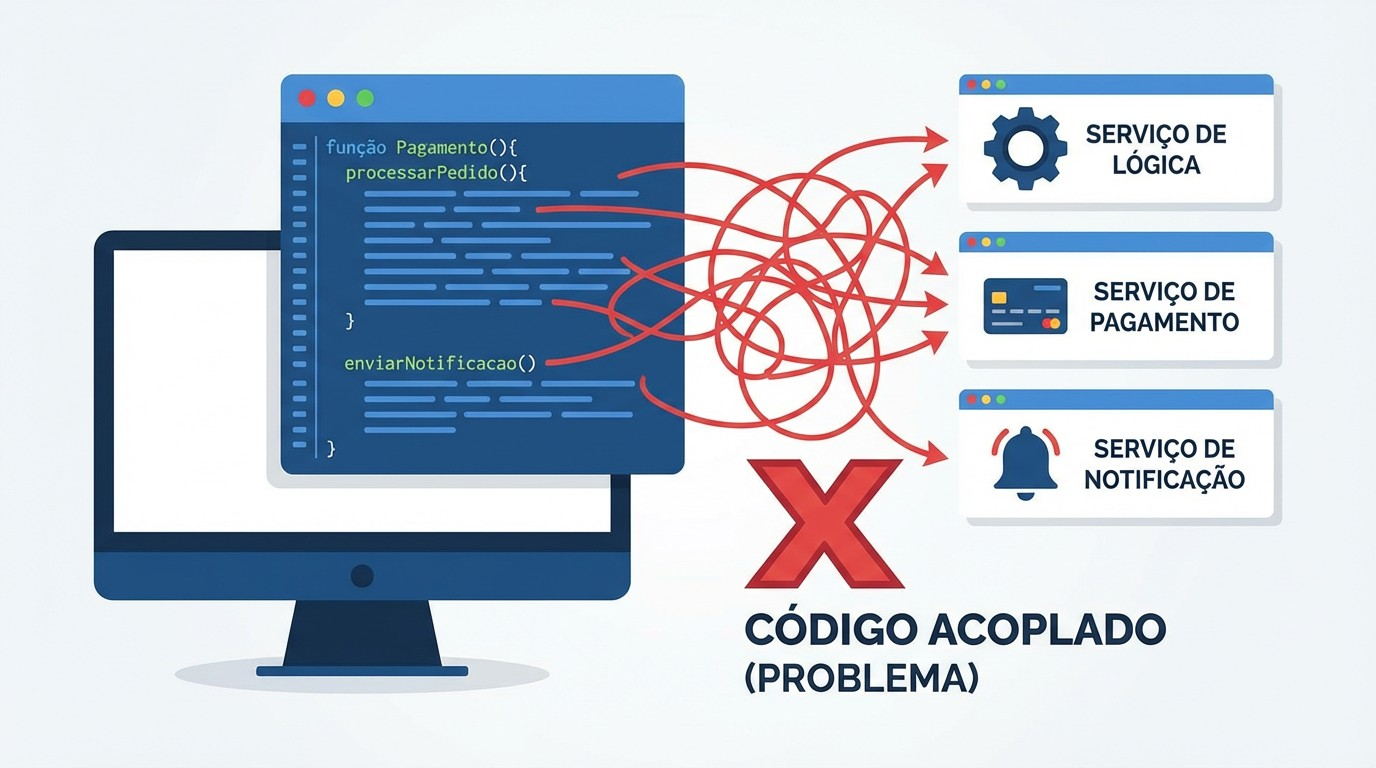 função Pagamento(){
processarPedido(){
}
enviarNotificacao()
}
SERVIÇO DE
LÓGICA
SERVIÇO DE
PAGAMENTO
SERVIÇO DE
NOTIFICAÇÃO
X
CÓDIGO ACOPLADO
(PROBLEMA)